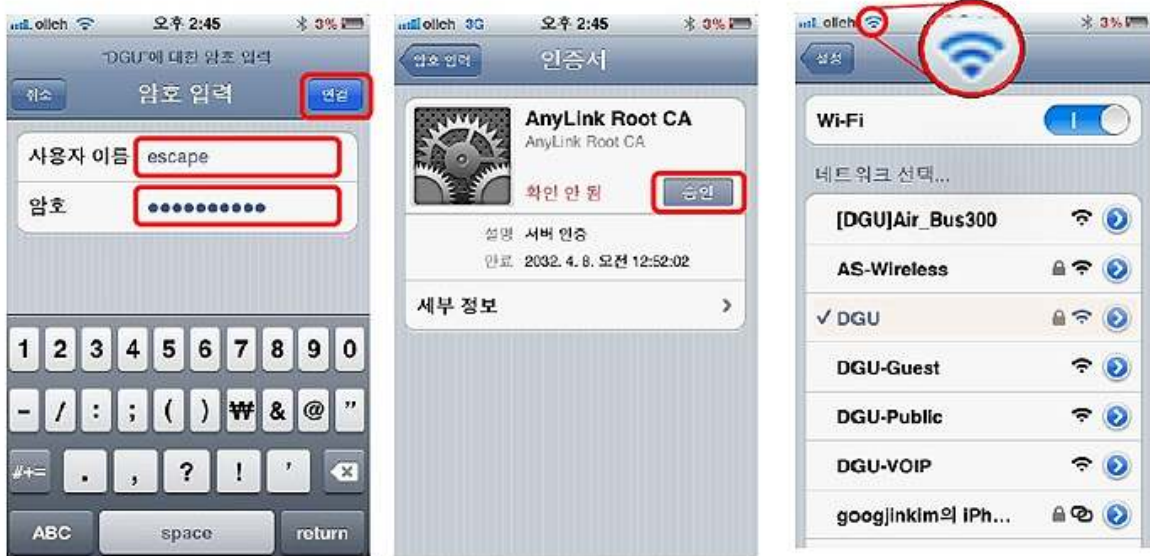 olleh 오후 2:45 3%
"DGU"에 대한 암호 입력
취소 암호 입력 연결
사용자 이름 escape
암호 ••••••••••
1 2 3 4 5 6 7 8 9 0
- / : ; ( ) ₩ & @ "
#+= . , ? ! '
ABC space return
olleh 3G 오후 2:45 3%
암호 입력 인증서
AnyLink Root CA
AnyLink Root CA
확인 안 됨 승인
설명 서버 인증
만료 2032. 4. 8. 오전 12:52:02
세부 정보
olleh 3%
설정
Wi-Fi
네트워크 선택...
[DGU]Air_Bus300
AS-Wireless
✓ DGU
DGU-Guest
DGU-Public
DGU-VOIP
googjinkim의 iPh...